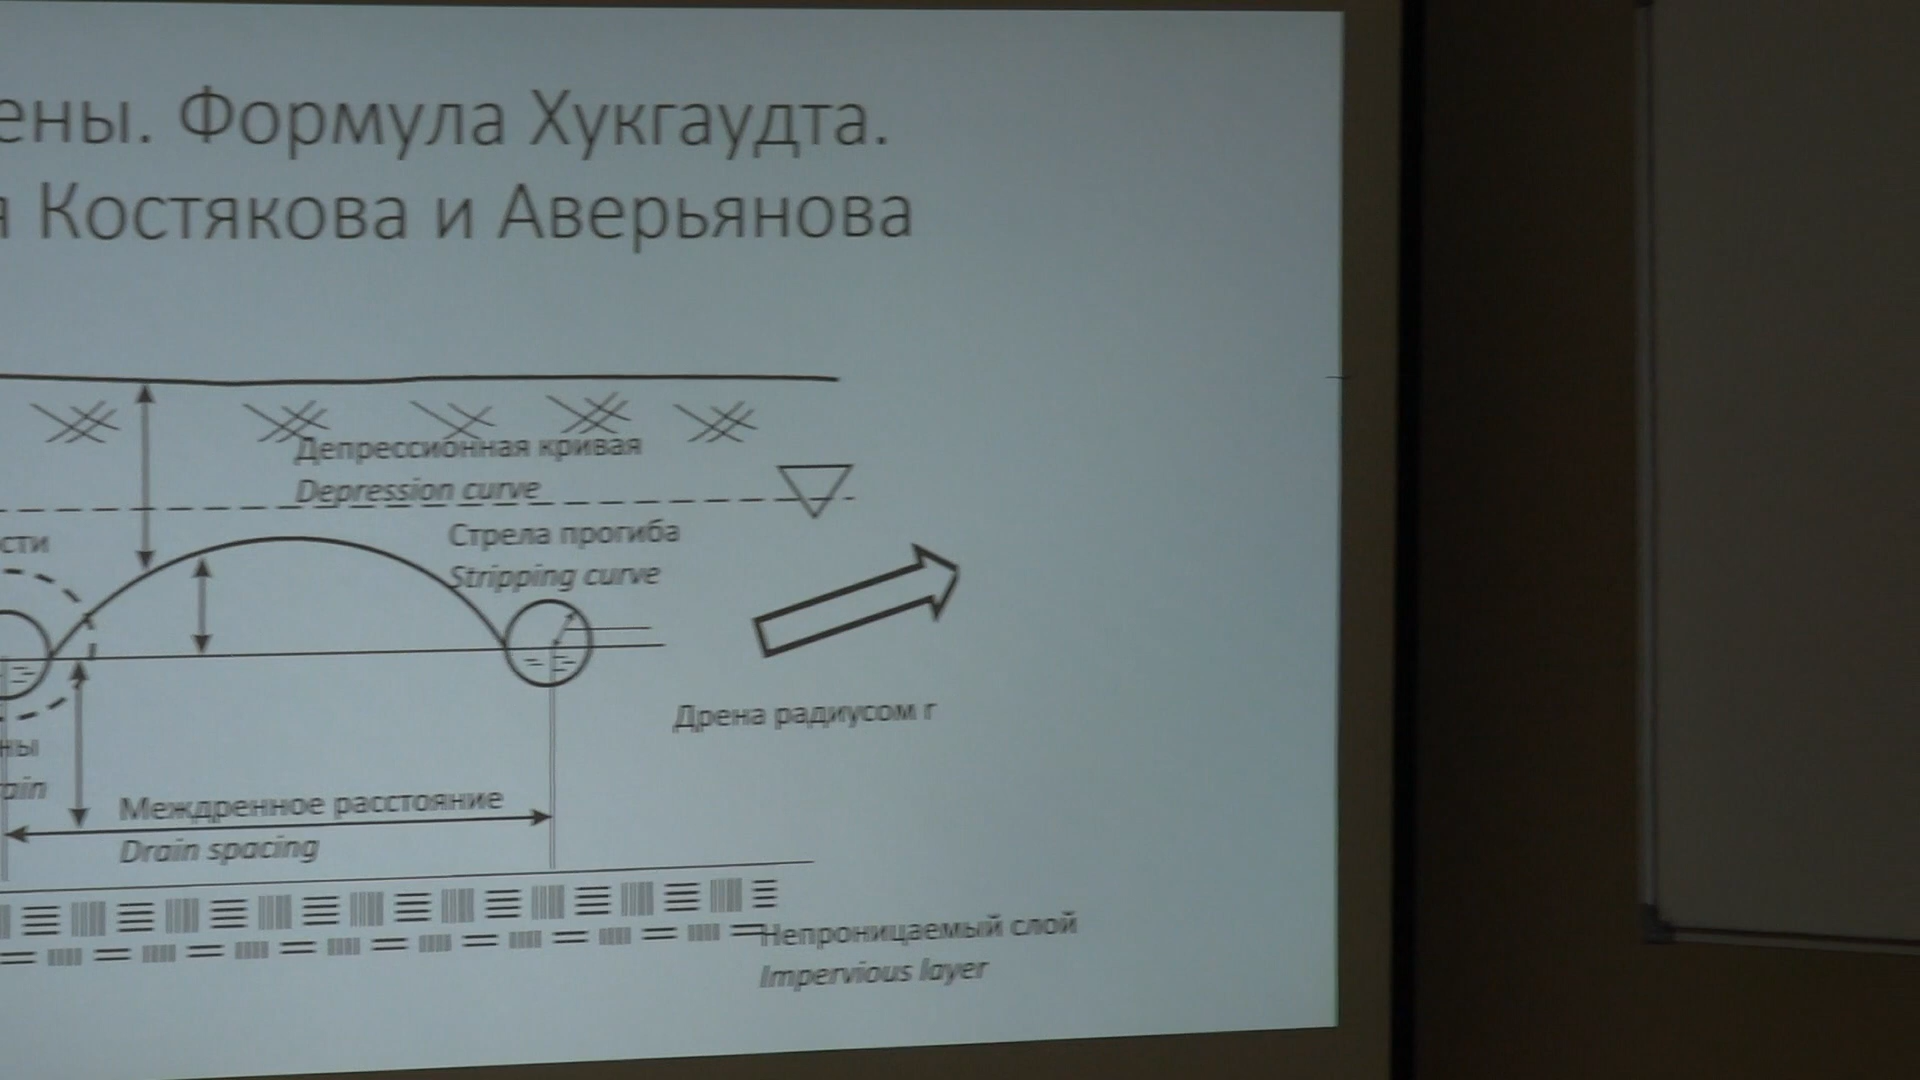 ены. Формула Хукгаудта.
я Костякова и Аверьянова
Депрессионная кривая
Depression curve
сти
Стрела прогиба
Stripping curve
Дрена радиусом r
ны
ain
Междренное расстояние
Drain spacing
Непроницаемый слой
Impervious layer